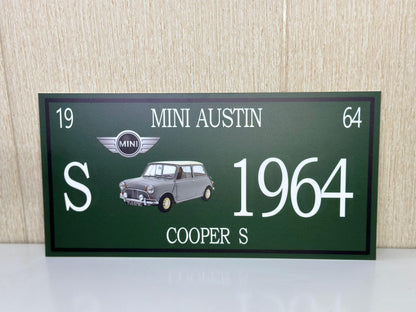 19 MINI AUSTIN 64
MINI
S 1964
COOPER S